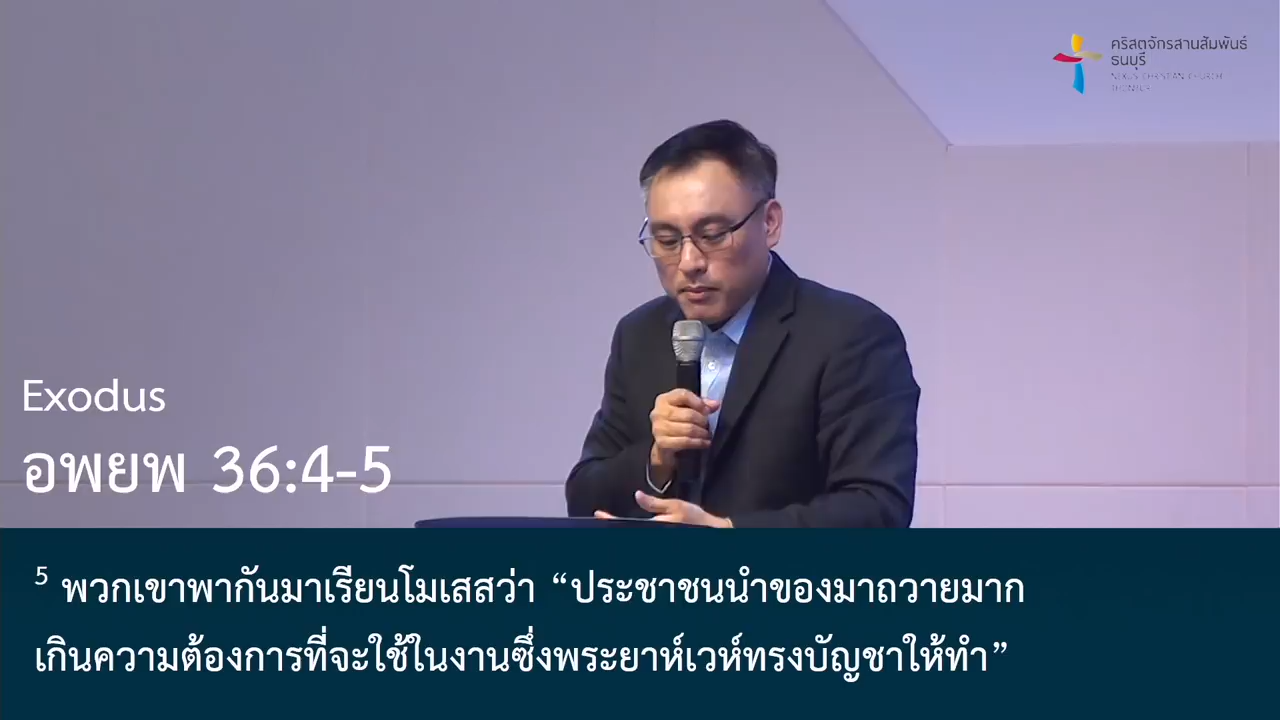 คริสตจักรสานสัมพันธ์
ธนบุรี
NEXUS CHRISTIAN CHURCH
Exodus
อพยพ 36:4-5
5 พวกเขาพากันมาเรียนโมเสสว่า “ประชาชนนำของมาถวายมาก
เกินความต้องการที่จะใช้ในงานซึ่งพระยาห์เวห์ทรงบัญชาให้ทำ”